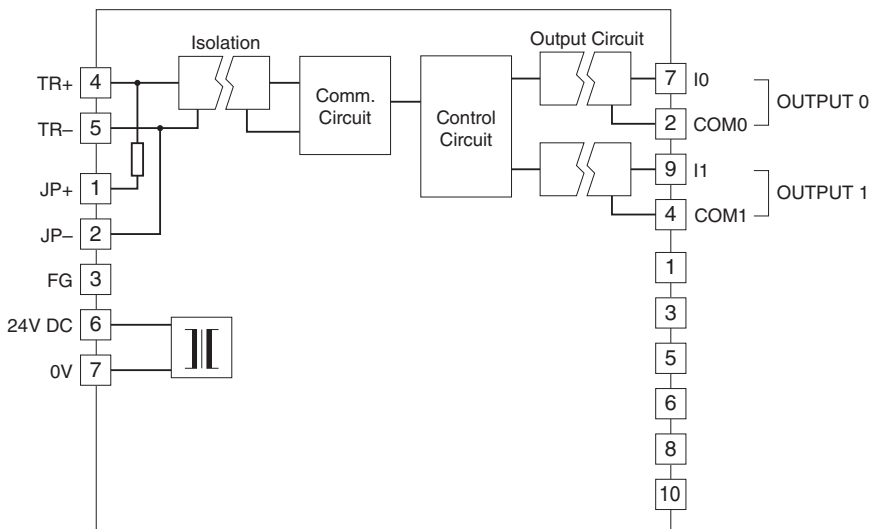 Isolation
Output Circuit
TR+ 4
TR– 5
JP+ 1
JP– 2
FG 3
24V DC 6
0V 7
Comm.
Circuit
Control
Circuit
7 I0
2 COM0
OUTPUT 0
9 I1
4 COM1
OUTPUT 1
1
3
5
6
8
10